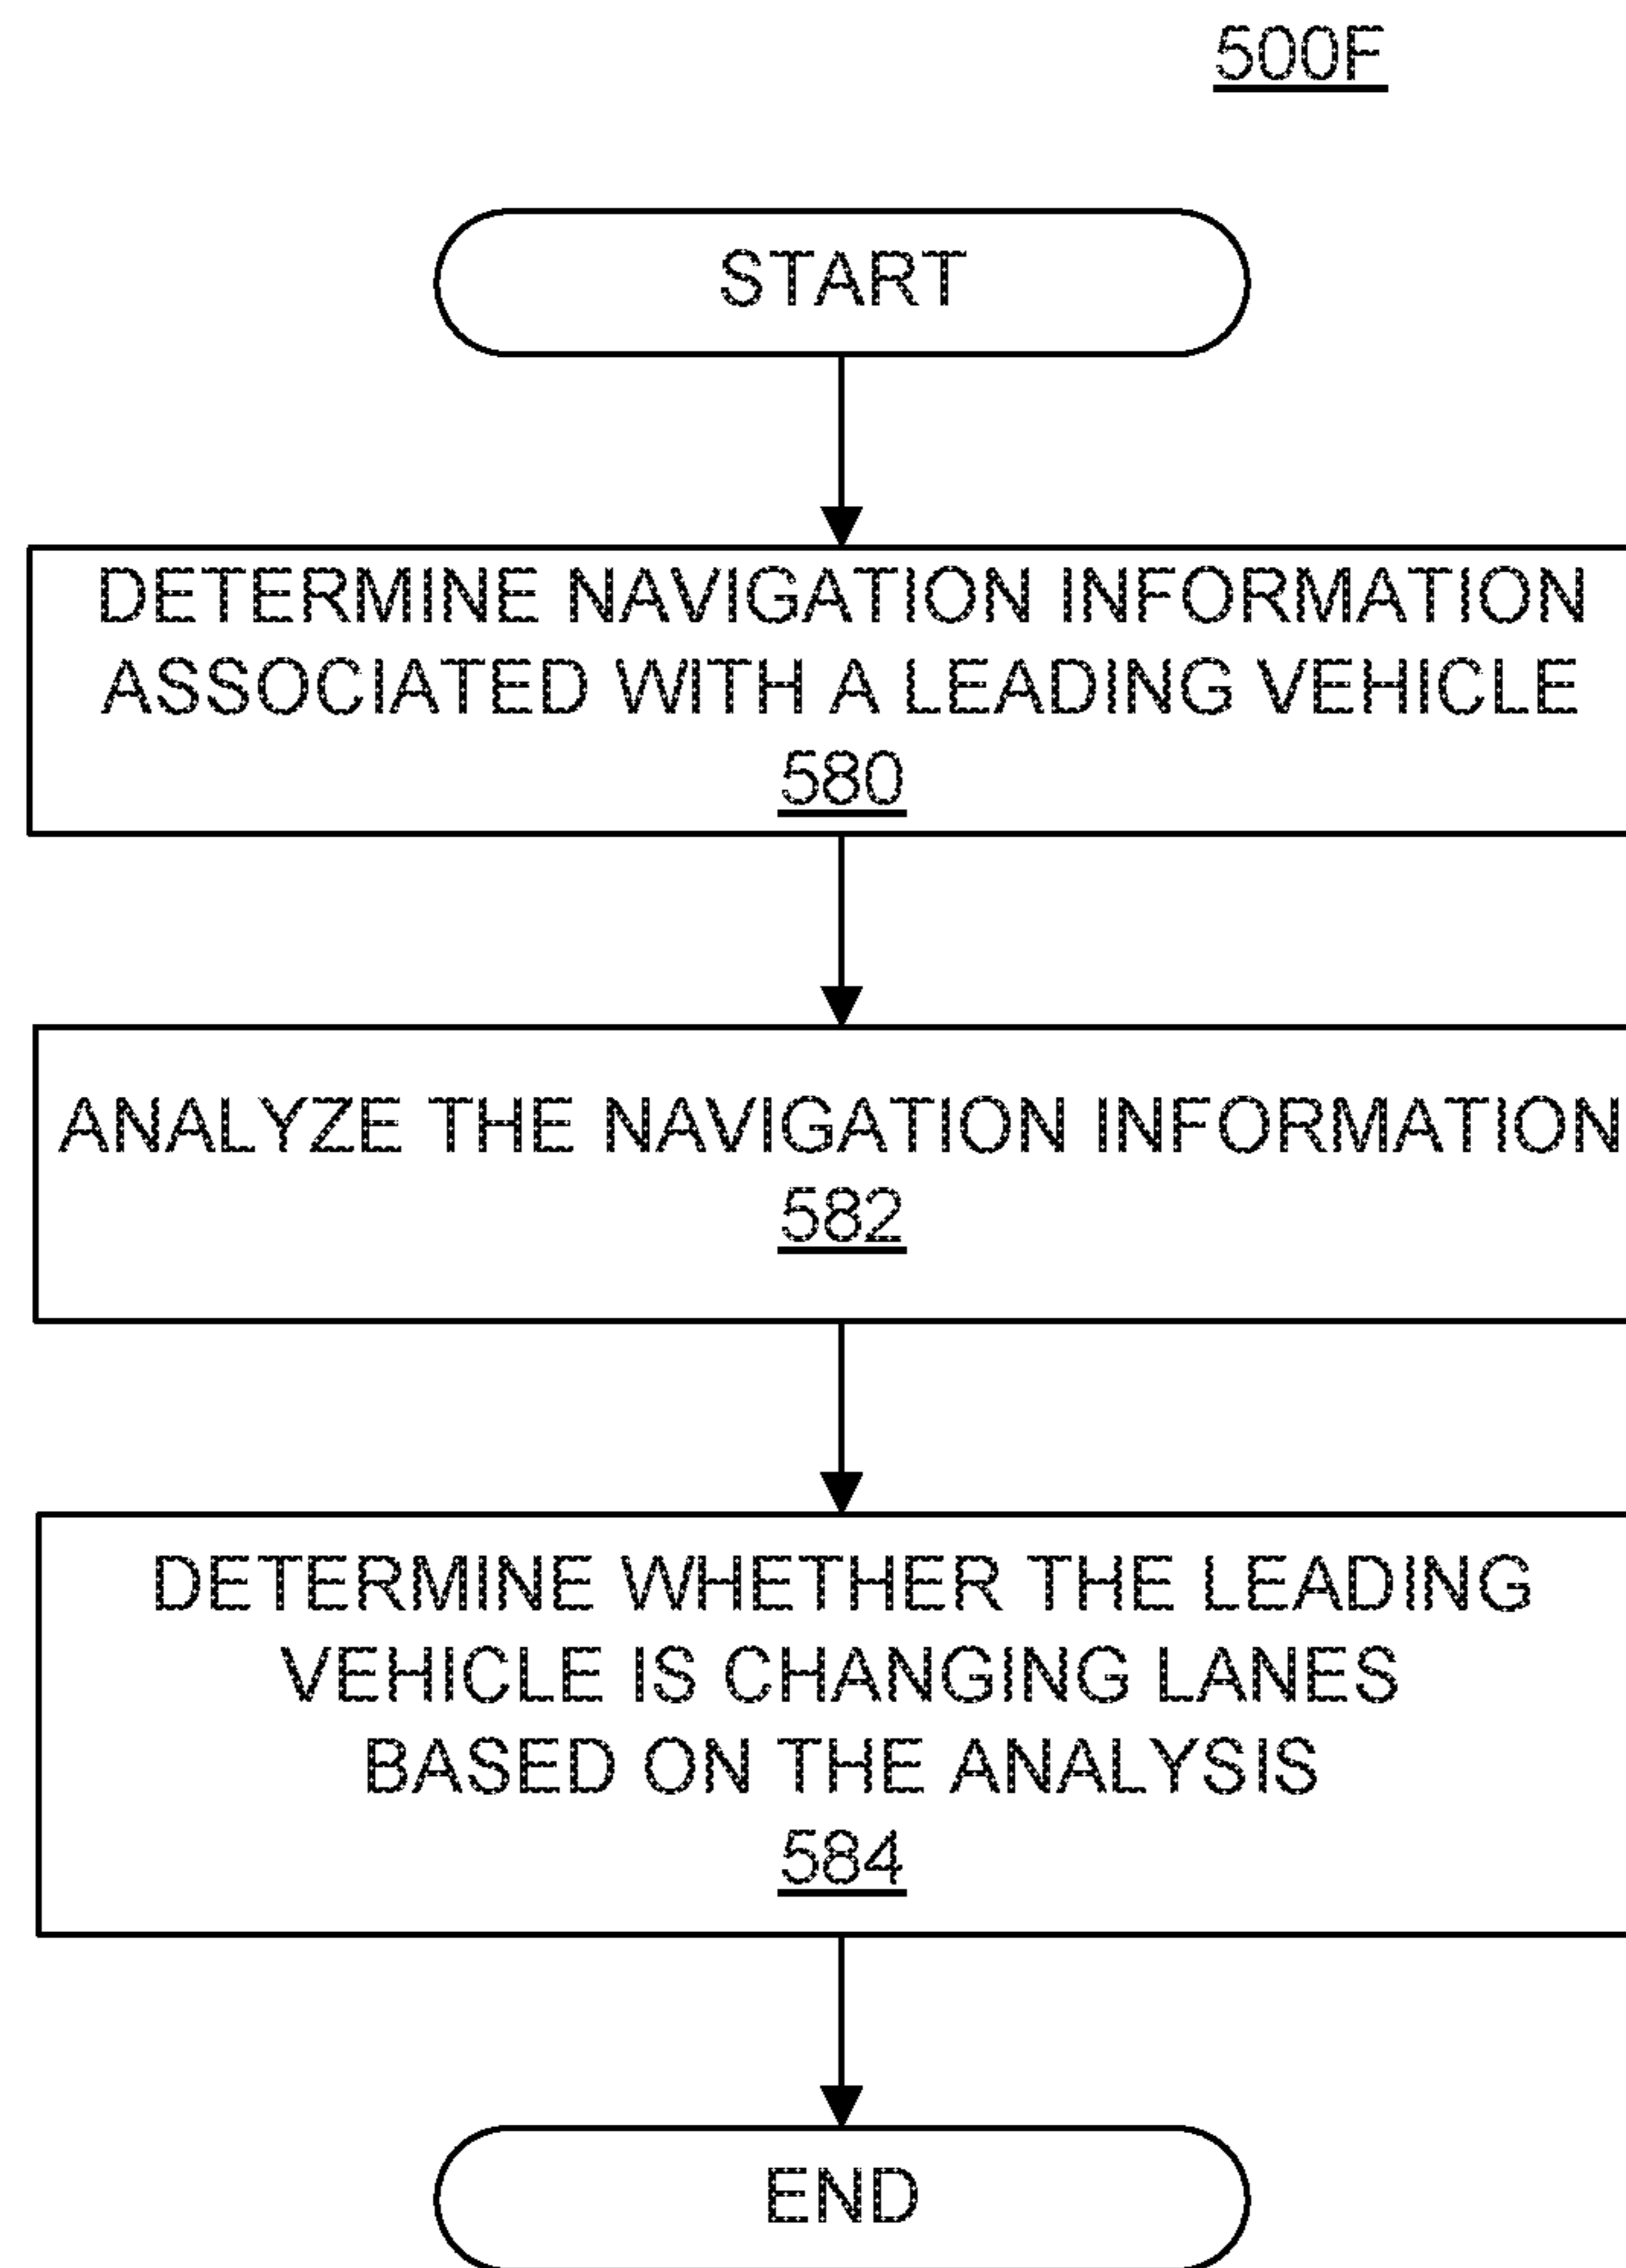 500F
START
DETERMINE NAVIGATION INFORMATION
ASSOCIATED WITH A LEADING VEHICLE
580
ANALYZE THE NAVIGATION INFORMATION
582
DETERMINE WHETHER THE LEADING
VEHICLE IS CHANGING LANES
BASED ON THE ANALYSIS
584
END